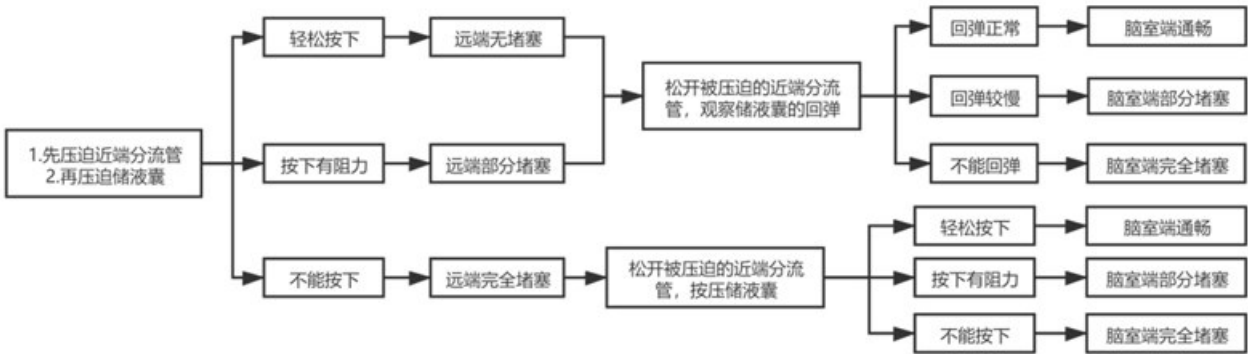 1.先压迫近端分流管
2.再压迫储液囊
轻松按下
远端无堵塞
按下有阻力
远端部分堵塞
松开被压迫的近端分流
管，观察储液囊的回弹
回弹正常
脑室端通畅
回弹较慢
脑室端部分堵塞
不能回弹
脑室端完全堵塞
不能按下
远端完全堵塞
松开被压迫的近端分流
管，按压储液囊
轻松按下
脑室端通畅
按下有阻力
脑室端部分堵塞
不能按下
脑室端完全堵塞